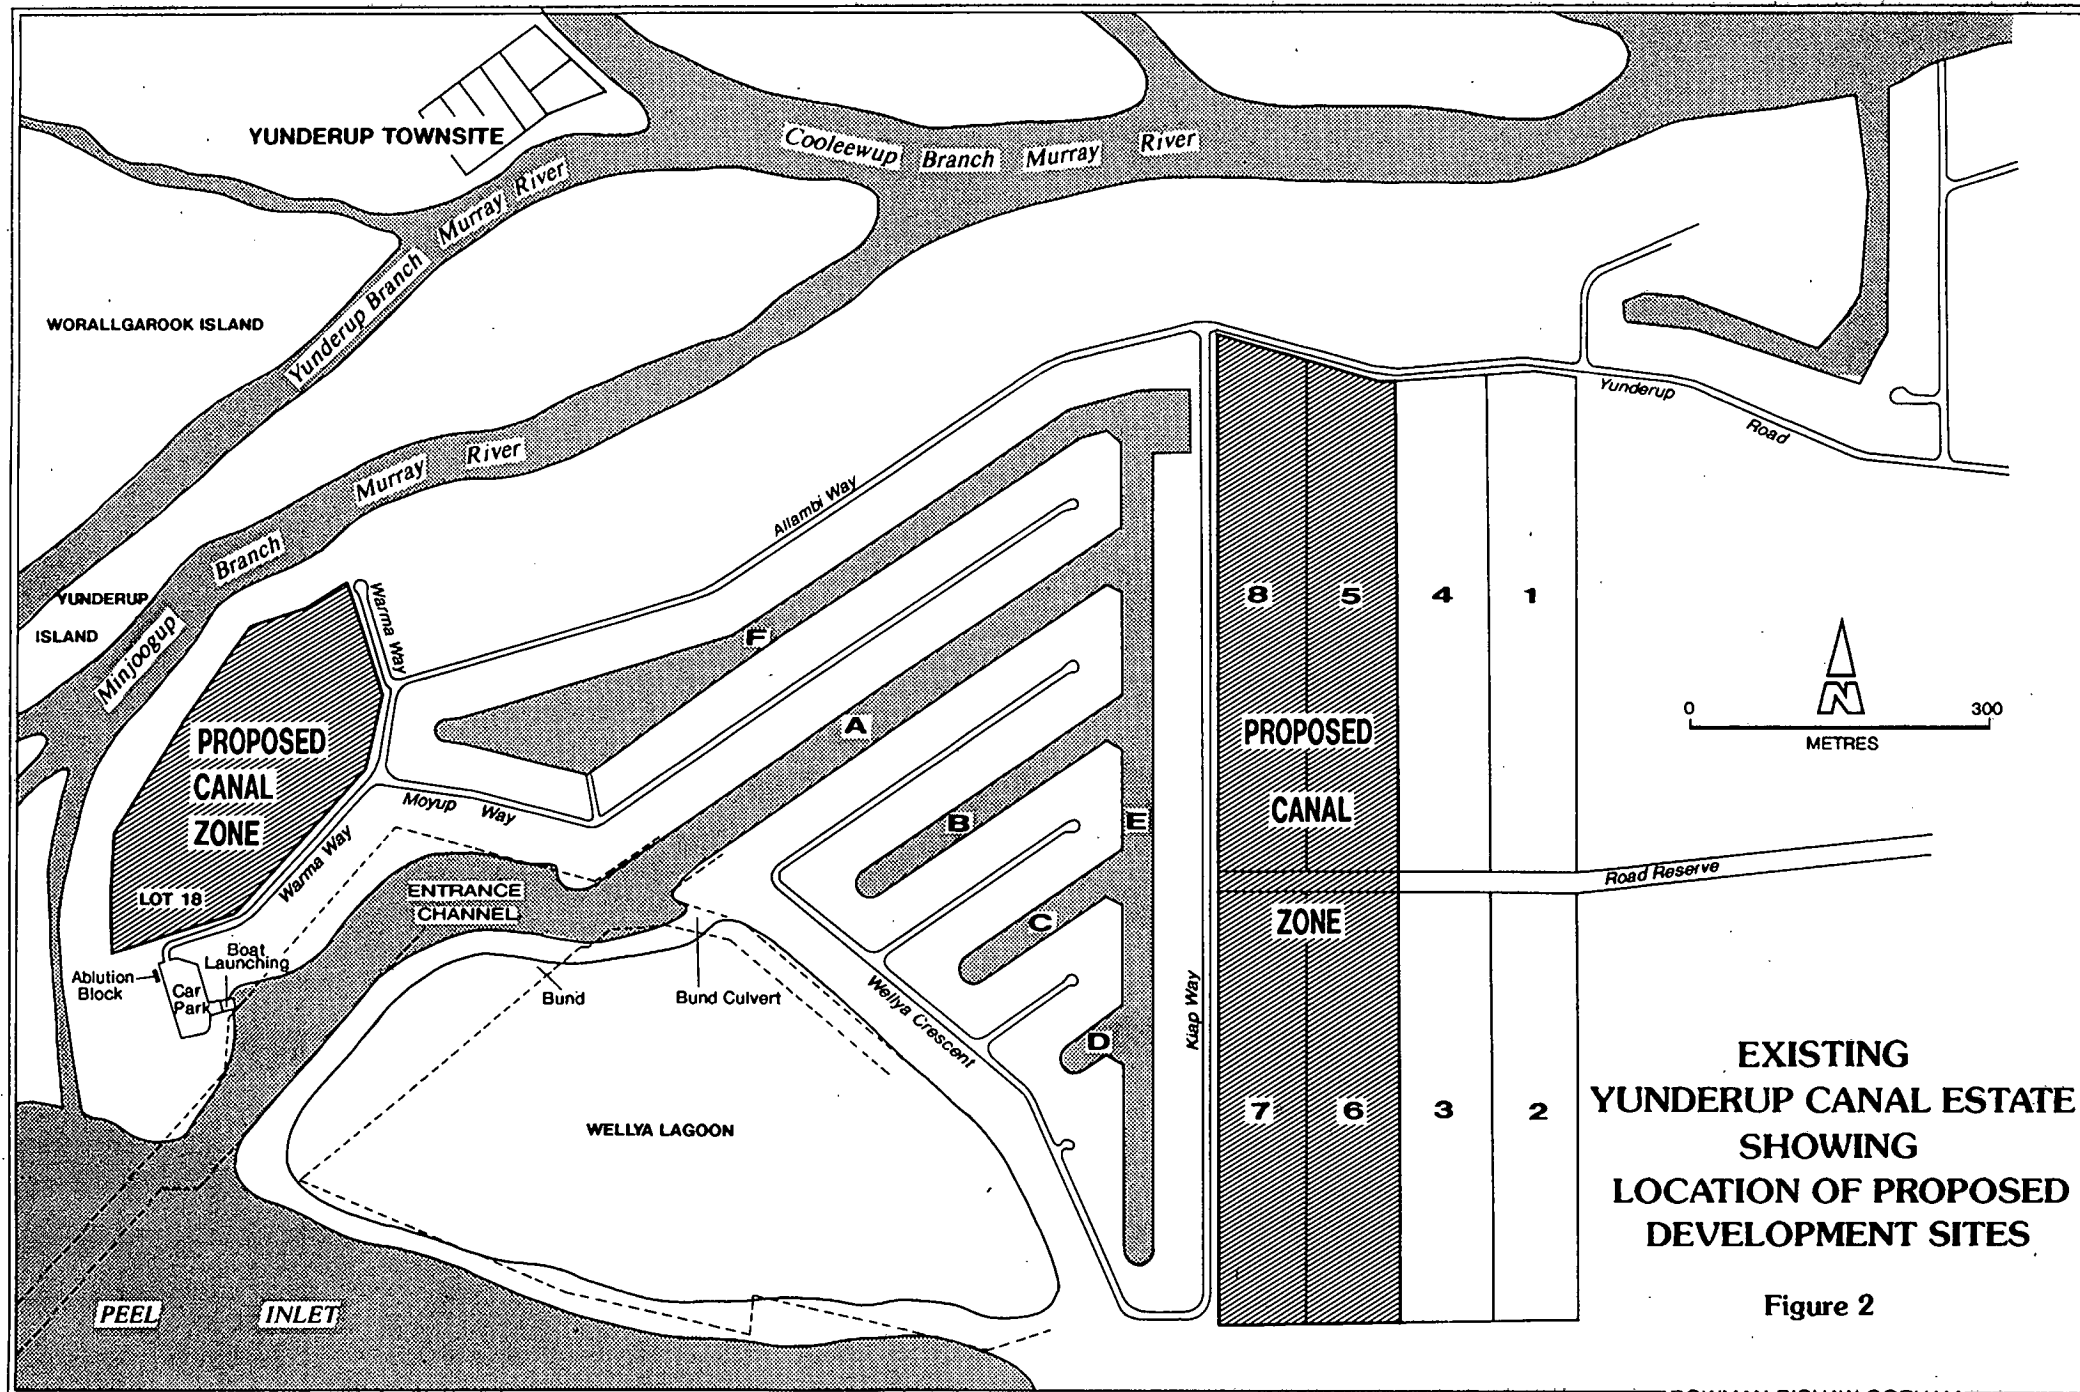 YUNDERUP TOWNSITE
Cooleewup Branch Murray River
Yunderup Branch Murray River
WORALLGAROOK ISLAND
Minjoogup Branch Murray River
YUNDERUP
ISLAND
Allambi Way
Yunderup Road
Warma Way
F
A
B
C
D
E
8
5
4
1
PROPOSED
CANAL
ZONE
LOT 18
Warma Way
Moyup Way
PROPOSED
CANAL
ZONE
N
0 300
METRES
Road Reserve
ENTRANCE
CHANNEL
Boat
Launching
Ablution
Block
Car
Park
Bund
Bund Culvert
Wellya Crescent
Kiap Way
WELLYA LAGOON
7
6
3
2
PEEL INLET
EXISTING
YUNDERUP CANAL ESTATE
SHOWING
LOCATION OF PROPOSED
DEVELOPMENT SITES
Figure 2